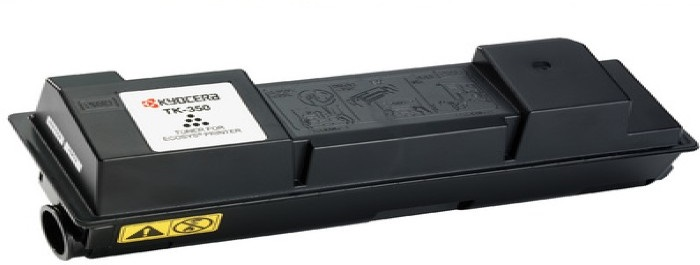 KYOCERA
TK-350
TONER FOR
ECOSYS PRINTER